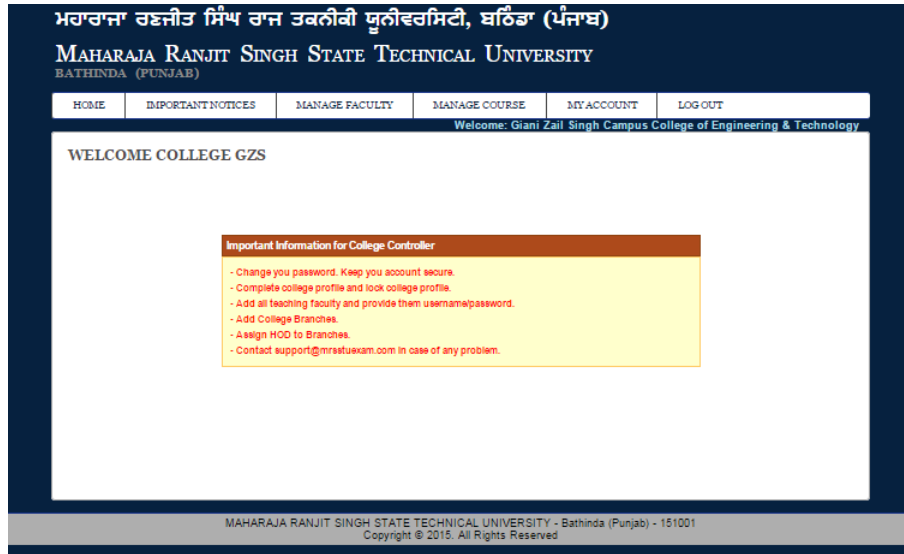 ਮਹਾਰਾਜਾ ਰਣਜੀਤ ਸਿੰਘ ਰਾਜ ਤਕਨੀਕੀ ਯੂਨੀਵਰਸਿਟੀ, ਬਠਿੰਡਾ (ਪੰਜਾਬ)
MAHARAJA RANJIT SINGH STATE TECHNICAL UNIVERSITY
BATHINDA (PUNJAB)
HOME IMPORTANT NOTICES MANAGE FACULTY MANAGE COURSE MY ACCOUNT LOG OUT
Welcome: Giani Zail Singh Campus College of Engineering & Technology
WELCOME COLLEGE GZS
Important Information for College Controller
- Change you password. Keep you account secure.
- Complete college profile and lock college profile.
- Add all teaching faculty and provide them username/password.
- Add College Branches.
- Assign HOD to Branches.
- Contact support@mrsstuexam.com in case of any problem.
MAHARAJA RANJIT SINGH STATE TECHNICAL UNIVERSITY - Bathinda (Punjab) - 151001
Copyright © 2015. All Rights Reserved